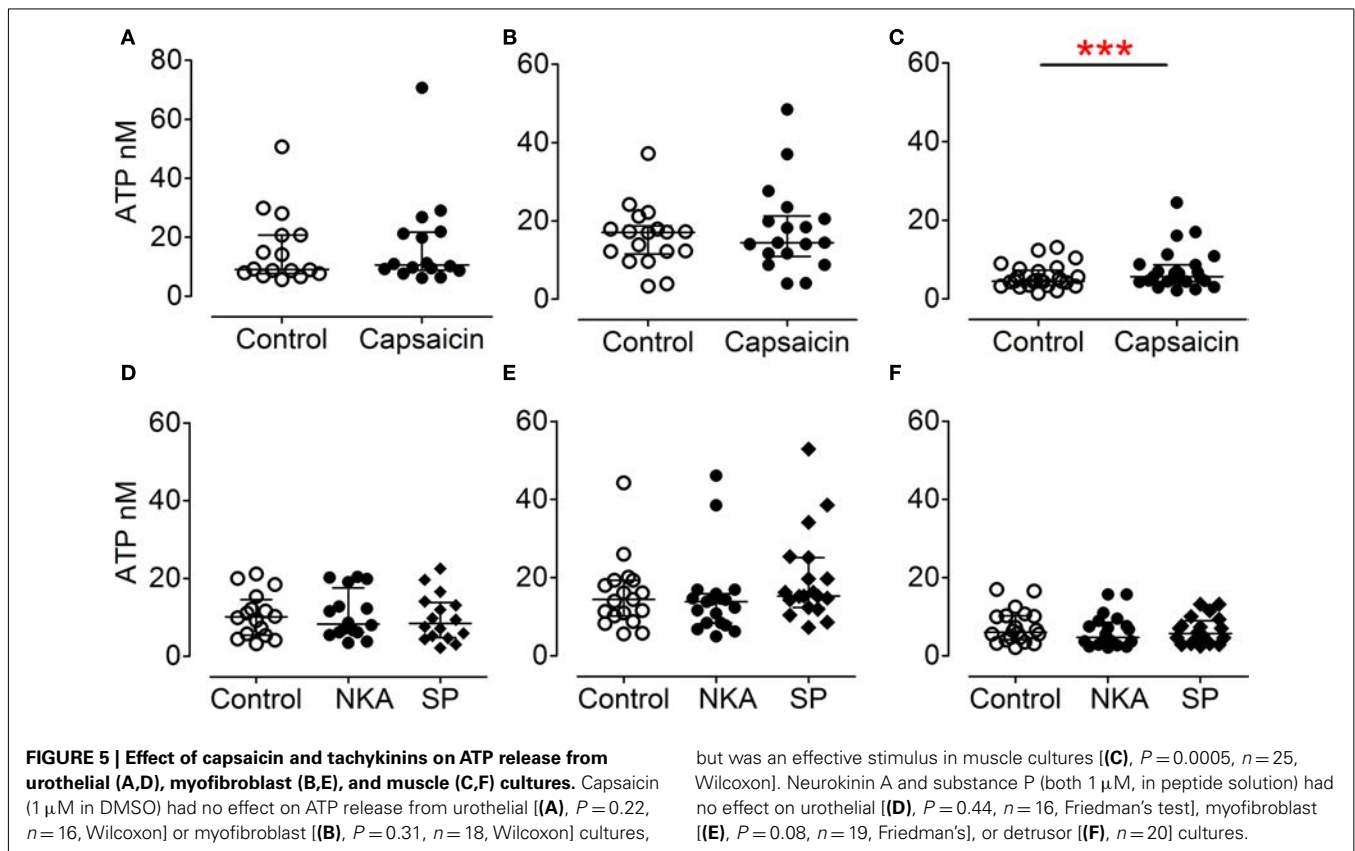 A
B
C
***
ATP nM
80
60
40
20
0
Control
Capsaicin
60
40
20
0
Control
Capsaicin
60
40
20
0
Control
Capsaicin
D
E
F
ATP nM
60
40
20
0
Control
NKA
SP
60
40
20
0
Control
NKA
SP
60
40
20
0
Control
NKA
SP
FIGURE 5 | Effect of capsaicin and tachykinins on ATP release from
urothelial (A,D), myofibroblast (B,E), and muscle (C,F) cultures. Capsaicin
(1 μM in DMSO) had no effect on ATP release from urothelial [(A), P = 0.22,
n = 16, Wilcoxon] or myofibroblast [(B), P = 0.31, n = 18, Wilcoxon] cultures,
but was an effective stimulus in muscle cultures [(C), P = 0.0005, n = 25,
Wilcoxon]. Neurokinin A and substance P (both 1 μM, in peptide solution) had
no effect on urothelial [(D), P = 0.44, n = 16, Friedman's test], myofibroblast
[(E), P = 0.08, n = 19, Friedman's], or detrusor [(F), n = 20] cultures.